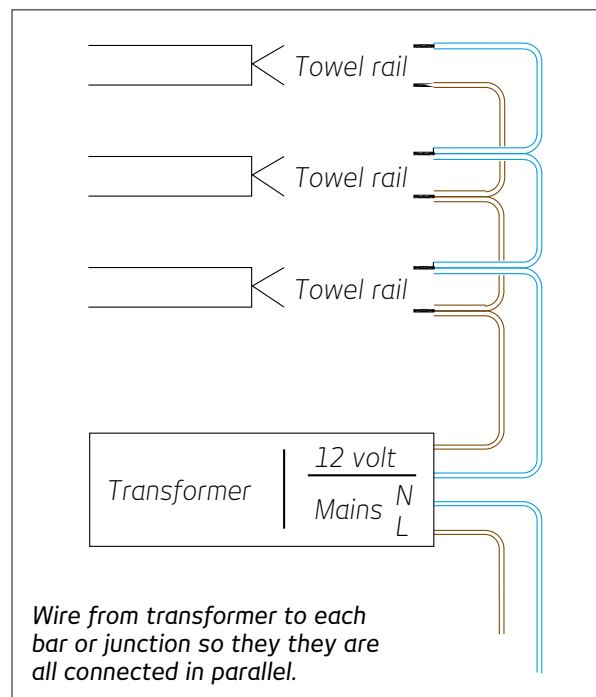 Towel rail
Towel rail
Towel rail
12 volt
Transformer
Mains N
L
Wire from transformer to each
bar or junction so they they are
all connected in parallel.